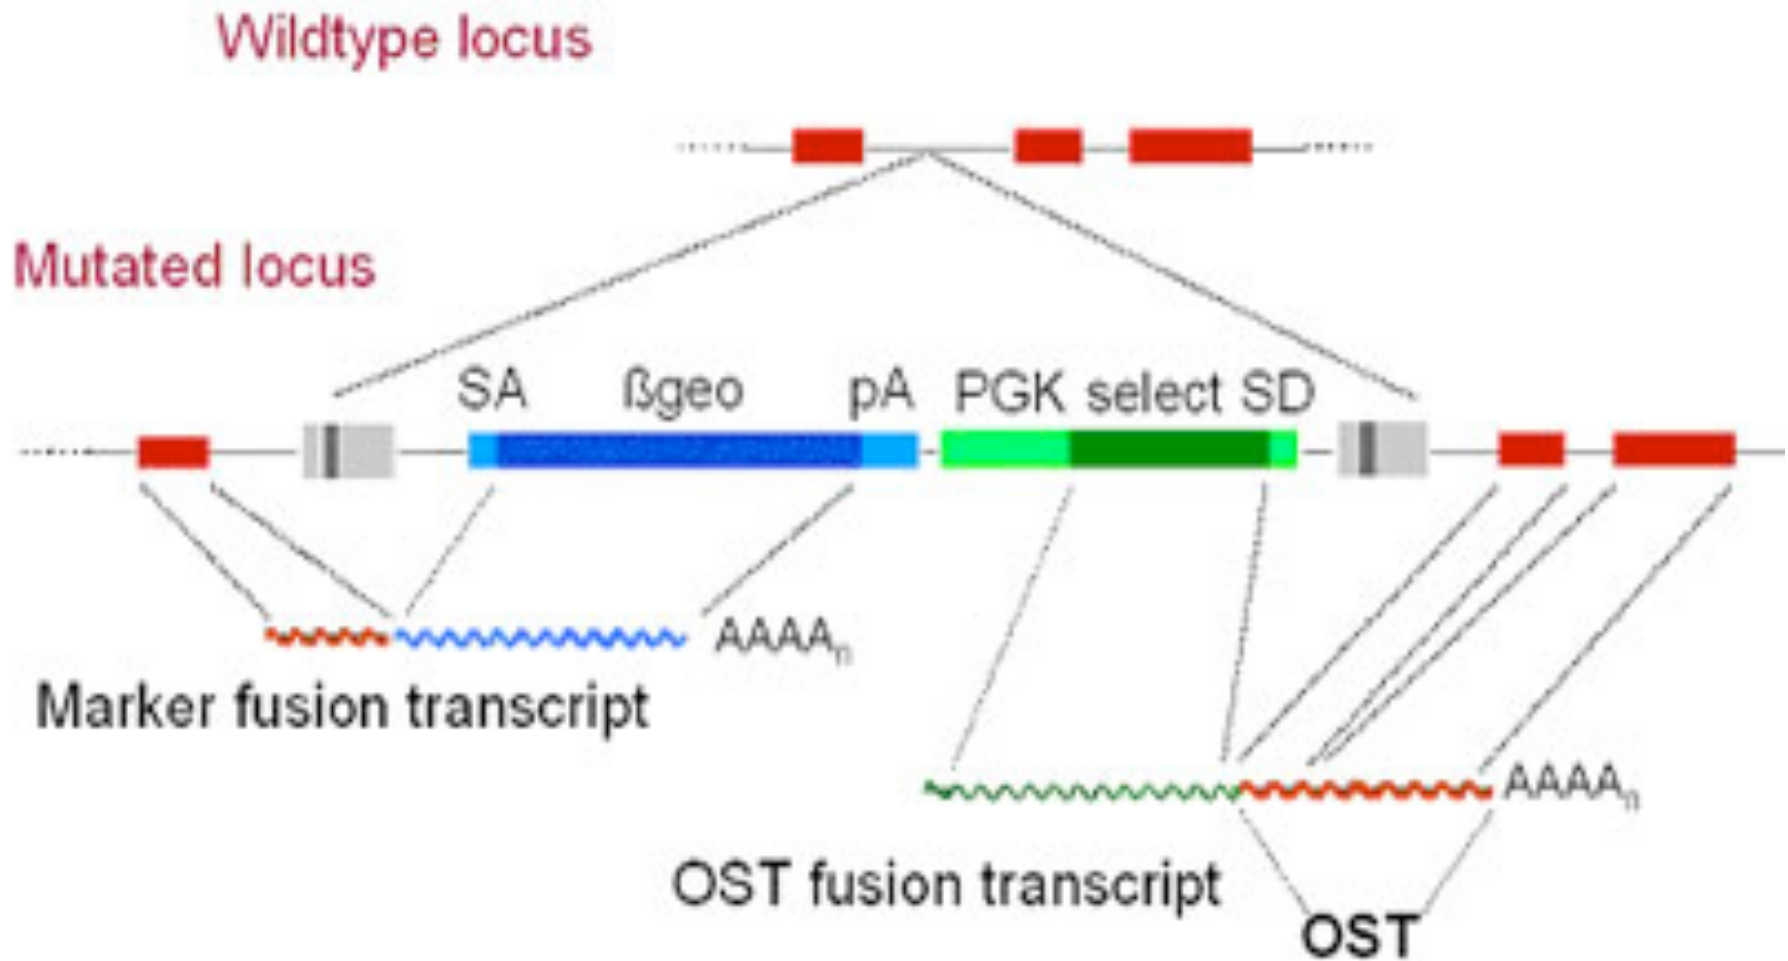 Wildtype locus
Mutated locus
SA ßgeo pA PGK select SD
AAAAn
Marker fusion transcript
AAAAn
OST fusion transcript
OST